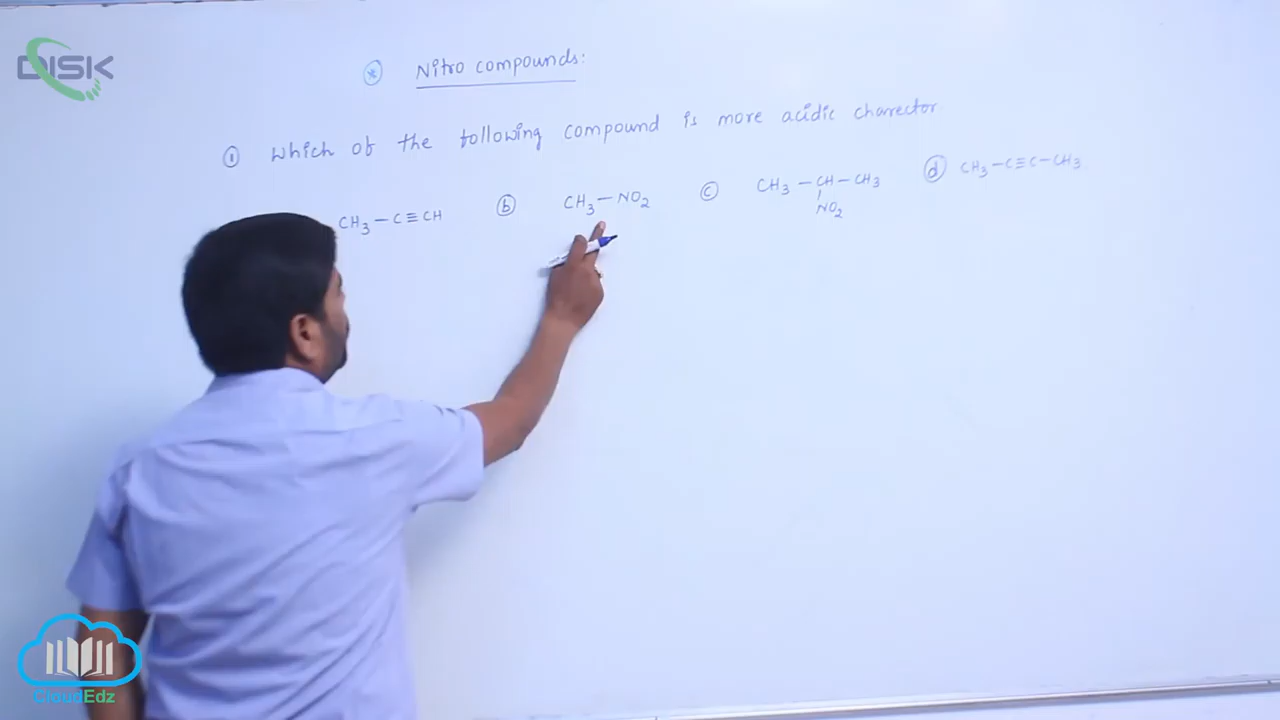 DISK
* Nitro compounds:
① Which of the following compound is more acidic charector
CH₃ – C ≡ CH ⓑ CH₃ – NO₂ ⓒ CH₃ – CH – CH₃ ⓓ CH₃ – C ≡ C – CH₃
NO₂
CloudEdz